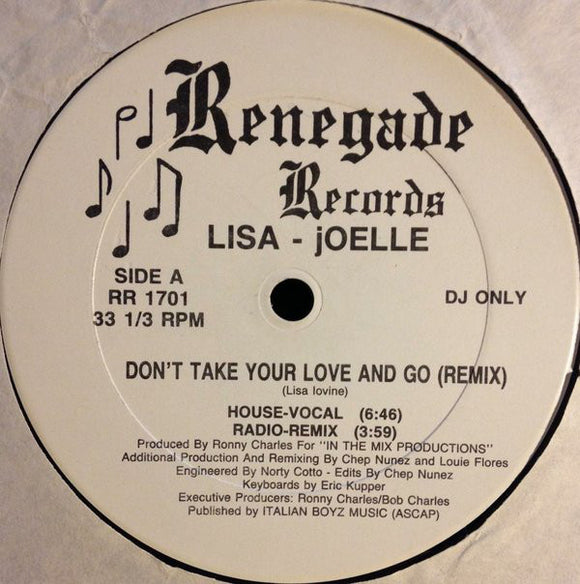 Renegade
Records
LISA - jOELLE
SIDE A
RR 1701
33 1/3 RPM
DJ ONLY
DON'T TAKE YOUR LOVE AND GO (REMIX)
(Lisa Iovine)
HOUSE-VOCAL (6:46)
RADIO-REMIX (3:59)
Produced By Ronny Charles For "IN THE MIX PRODUCTIONS"
Additional Production And Remixing By Chep Nunez and Louie Flores
Engineered By Norty Cotto - Edits By Chep Nunez
Keyboards by Eric Kupper
Executive Producers: Ronny Charles/Bob Charles
Published by ITALIAN BOYZ MUSIC (ASCAP)